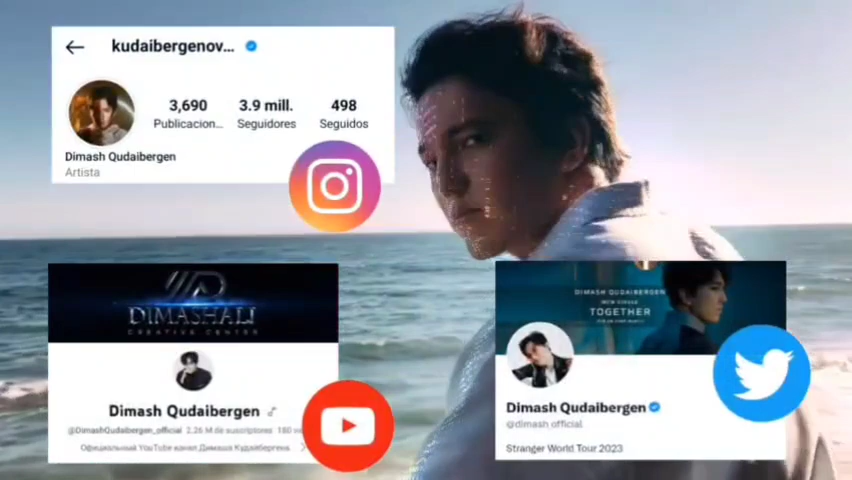 kudaibergenov...
3,690 3.9 mill. 498
Publicacion... Seguidores Seguidos
Dimash Qudaibergen
Artista
DIMASHALI
CREATIVE CENTER
Dimash Qudaibergen
@DimashQudaibergen_official 2.26 M de suscriptores 180
Официальный YouTube канал Димаша Кудайбергена
DIMASH QUDAIBERGEN
NEW SINGLE
TOGETHER
Dimash Qudaibergen
@dimash_official
Stranger World Tour 2023